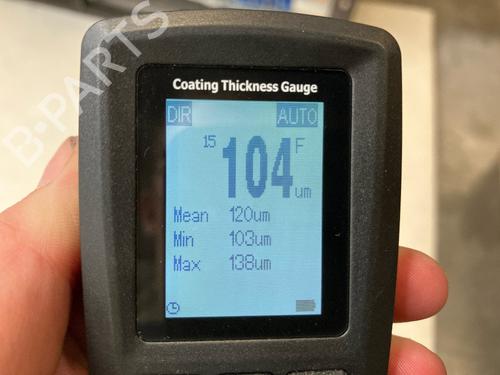 B-PARTS
Coating Thickness Gauge
DIR AUTO
15 104 F um
Mean 120um
Min 103um
Max 138um